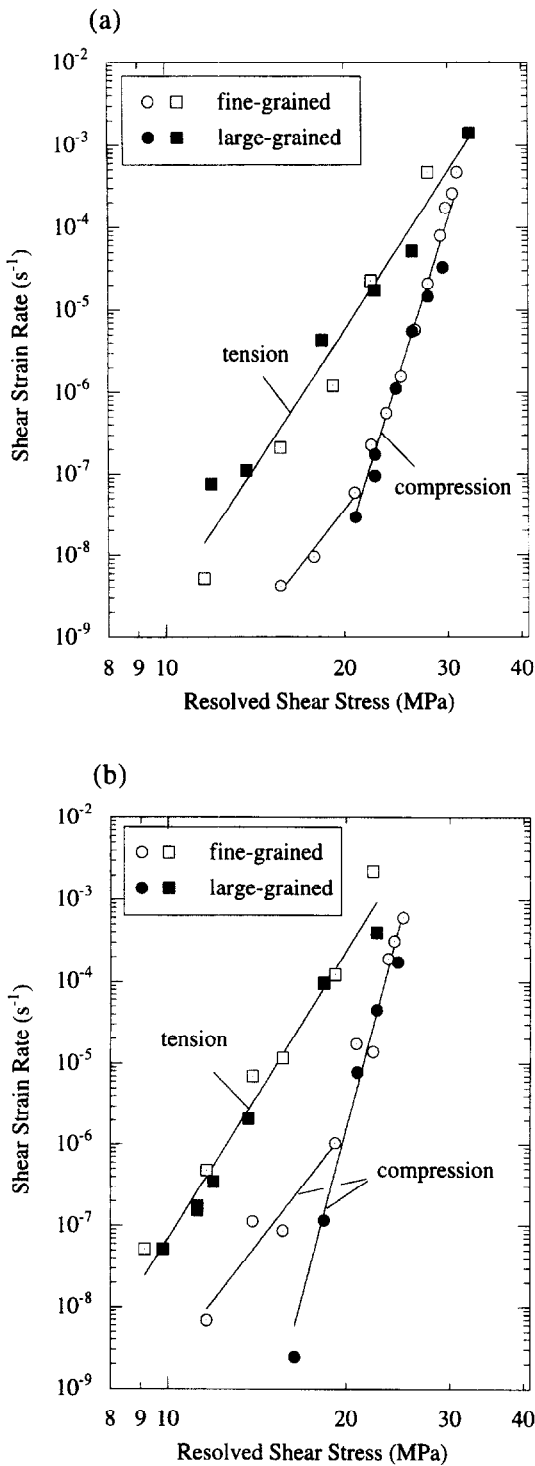 (a)
10⁻²
fine-grained
large-grained
10⁻³
10⁻⁴
10⁻⁵
tension
10⁻⁶
10⁻⁷
compression
10⁻⁸
10⁻⁹
Shear Strain Rate (s⁻¹)
8 9 10 20 30 40
Resolved Shear Stress (MPa)
(b)
10⁻²
fine-grained
large-grained
10⁻³
10⁻⁴
tension
10⁻⁵
10⁻⁶
compression
10⁻⁷
10⁻⁸
10⁻⁹
Shear Strain Rate (s⁻¹)
8 9 10 20 30 40
Resolved Shear Stress (MPa)